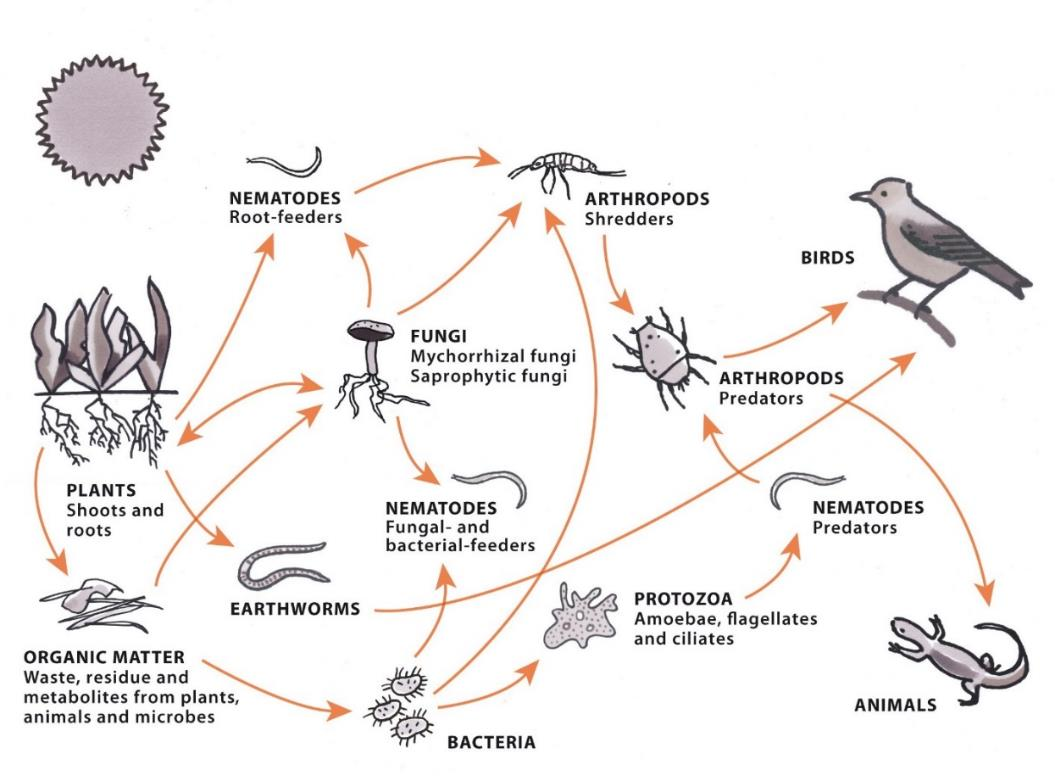 NEMATODES
Root-feeders
ARTHROPODS
Shredders
BIRDS
FUNGI
Mychorrhizal fungi
Saprophytic fungi
ARTHROPODS
Predators
PLANTS
Shoots and
roots
NEMATODES
Fungal- and
bacterial-feeders
NEMATODES
Predators
EARTHWORMS
PROTOZOA
Amoebae, flagellates
and ciliates
ORGANIC MATTER
Waste, residue and
metabolites from plants,
animals and microbes
ANIMALS
BACTERIA